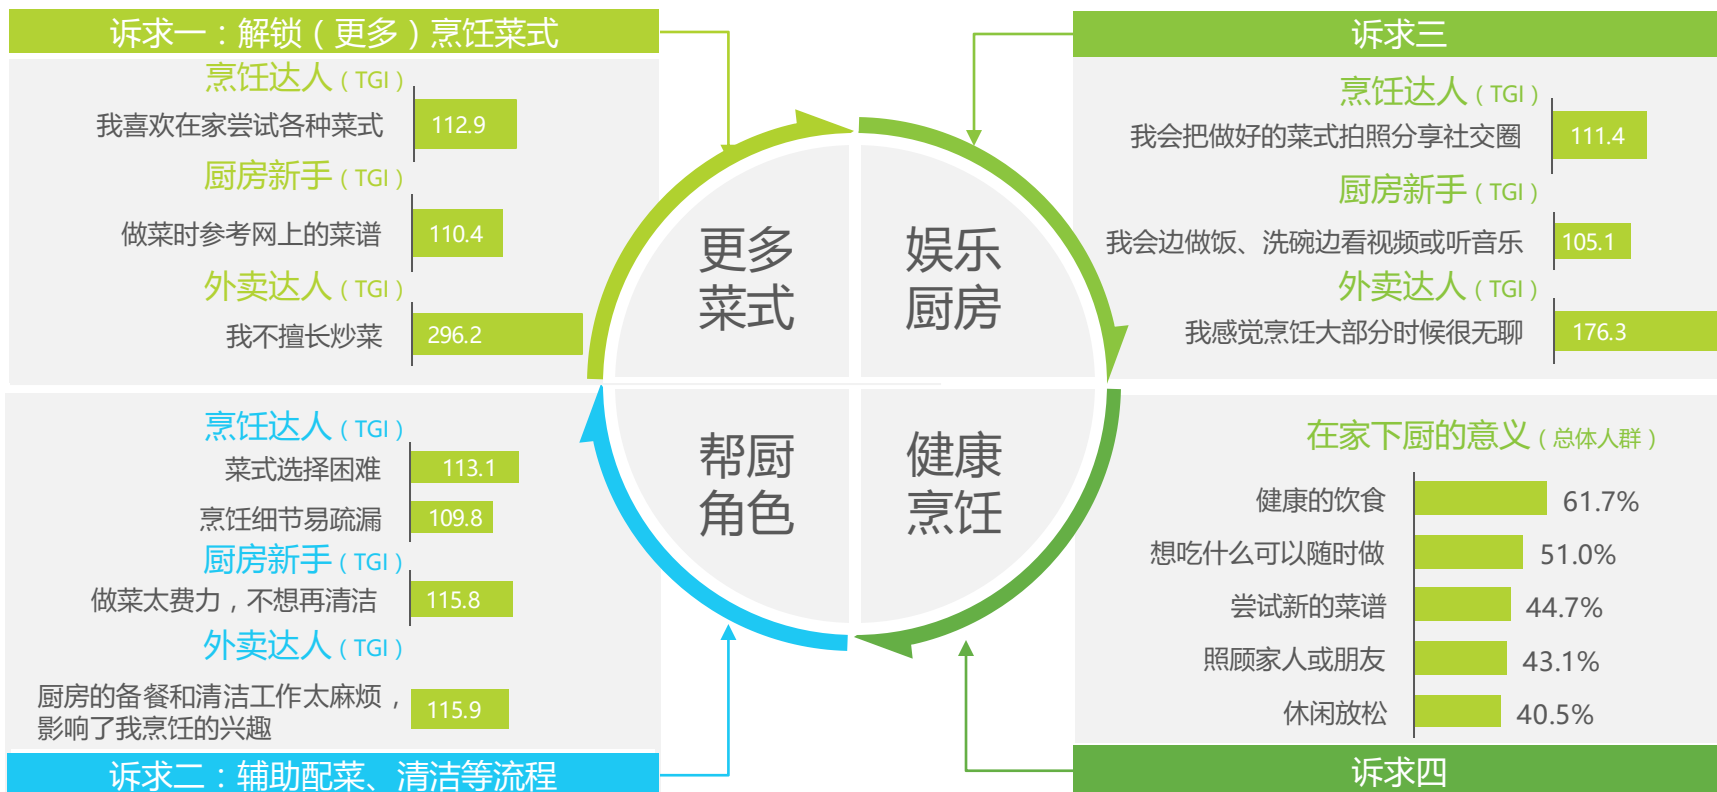 诉求一：解锁（更多）烹饪菜式
烹饪达人（TGI）
我喜欢在家尝试各种菜式
112.9
厨房新手（TGI）
做菜时参考网上的菜谱
110.4
外卖达人（TGI）
我不擅长炒菜
296.2
诉求三
烹饪达人（TGI）
我会把做好的菜式拍照分享社交圈
111.4
厨房新手（TGI）
我会边做饭、洗碗边看视频或听音乐
105.1
外卖达人（TGI）
我感觉烹饪大部分时候很无聊
176.3
更多
菜式
娱乐
厨房
帮厨
角色
健康
烹饪
烹饪达人（TGI）
菜式选择困难
113.1
烹饪细节易疏漏
109.8
厨房新手（TGI）
做菜太费力，不想再清洁
115.8
外卖达人（TGI）
厨房的备餐和清洁工作太麻烦，
影响了我烹饪的兴趣
115.9
诉求二：辅助配菜、清洁等流程
在家下厨的意义（总体人群）
健康的饮食
61.7%
想吃什么可以随时做
51.0%
尝试新的菜谱
44.7%
照顾家人或朋友
43.1%
休闲放松
40.5%
诉求四